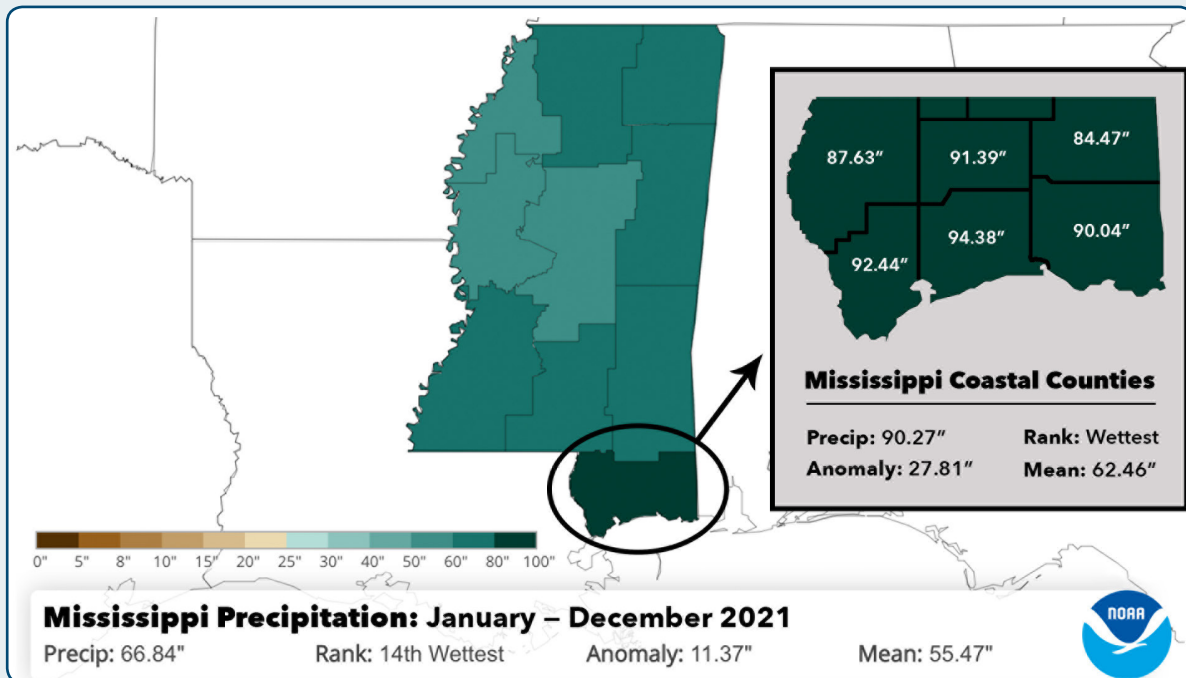 87.63”
91.39”
84.47”
92.44”
94.38”
90.04”
Mississippi Coastal Counties
Precip: 90.27” Rank: Wettest
Anomaly: 27.81” Mean: 62.46”
0" 5" 8" 10" 15" 20" 25" 30" 40" 50" 60" 80" 100"
Mississippi Precipitation: January – December 2021
Precip: 66.84" Rank: 14th Wettest Anomaly: 11.37" Mean: 55.47"
NOAA